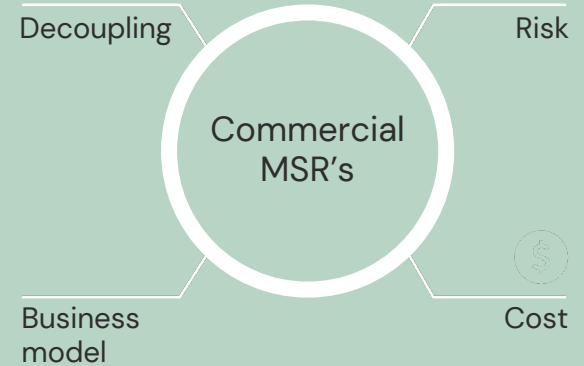 Decoupling
Risk
Commercial
MSR's
$
Business
model
Cost